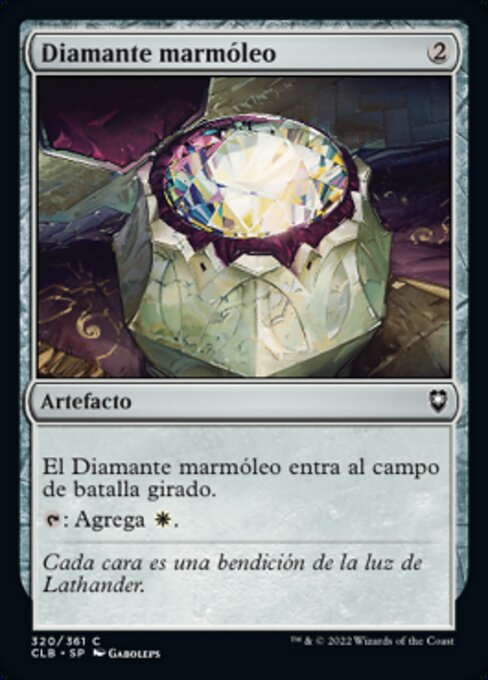 Diamante marmóleo 2
Artefacto
El Diamante marmóleo entra al campo
de batalla girado.
: Agrega .
Cada cara es una bendición de la luz de
Lathander.
320/361 C
CLB • SP Gaboleps
™ & © 2022 Wizards of the Coast